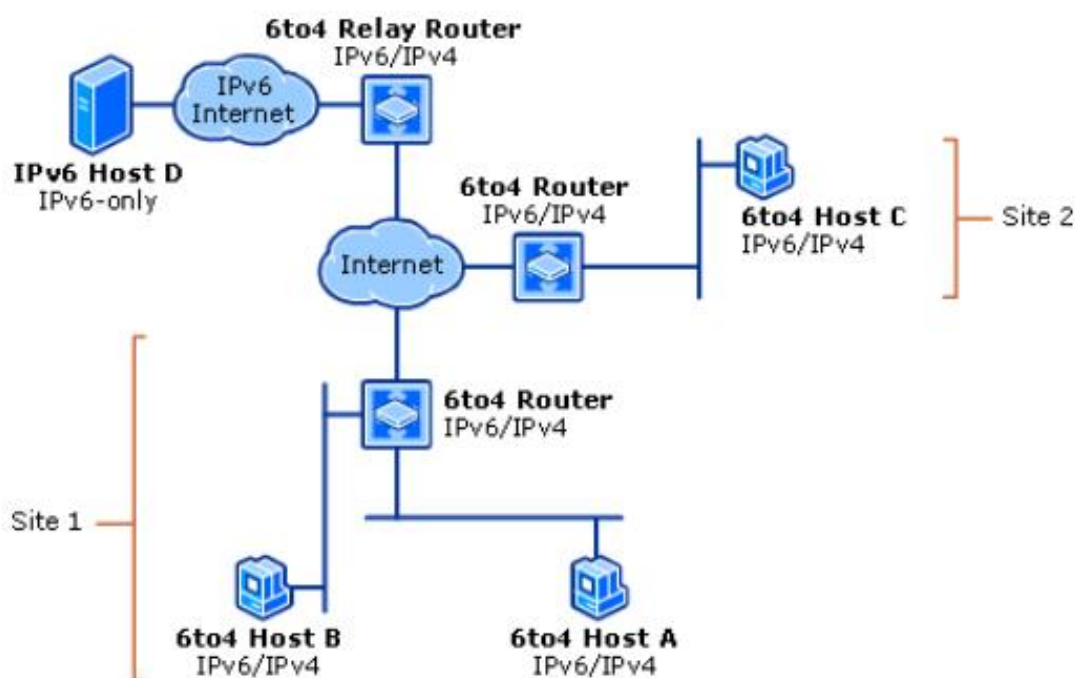 6to4 Relay Router
IPv6/IPv4
IPv6
Internet
IPv6 Host D
IPv6-only
6to4 Router
IPv6/IPv4
6to4 Host C
IPv6/IPv4
Site 2
Internet
6to4 Router
IPv6/IPv4
Site 1
6to4 Host B
IPv6/IPv4
6to4 Host A
IPv6/IPv4